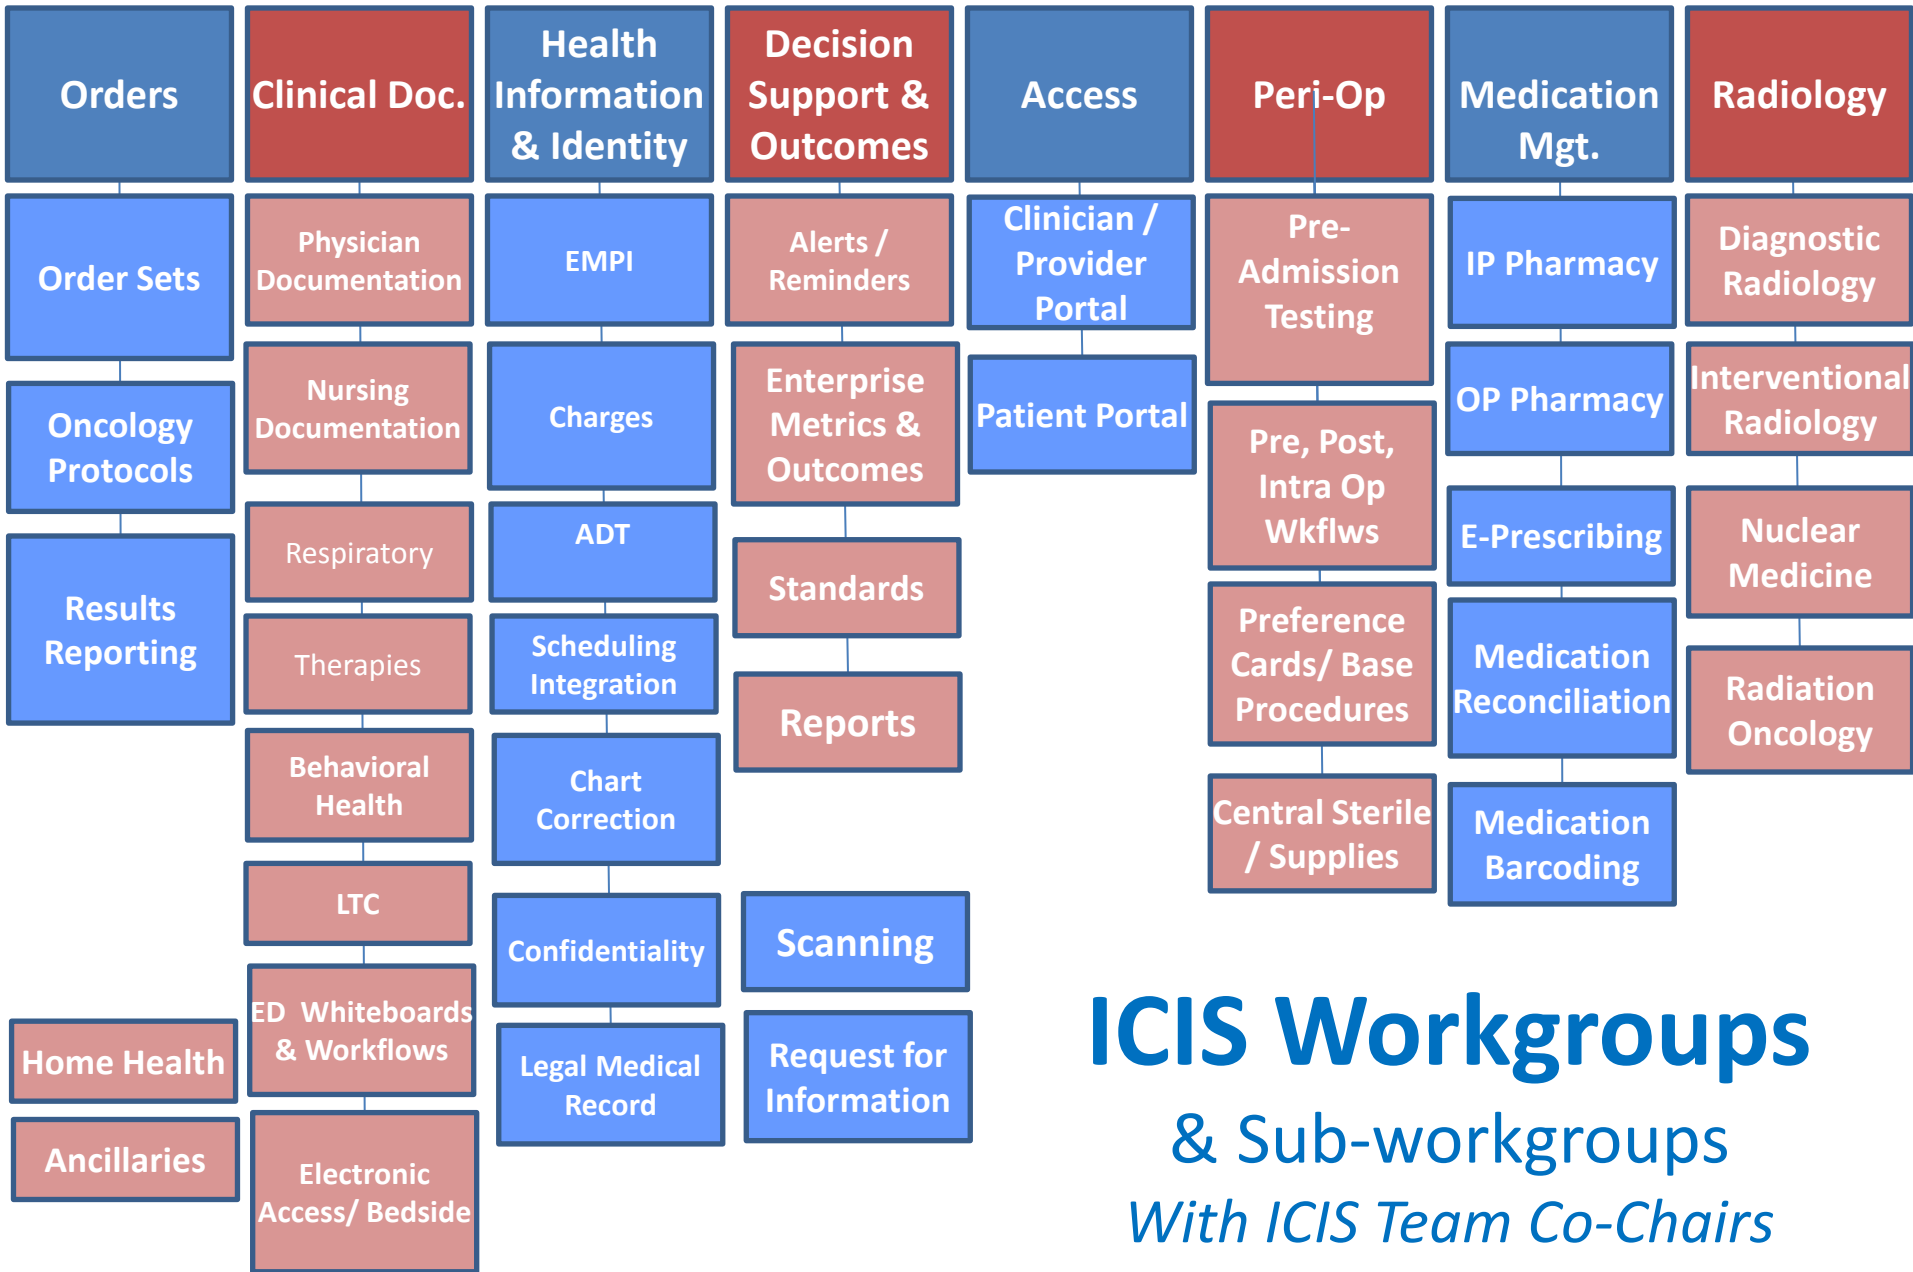 Orders
Clinical Doc.
Health
Information
& Identity
Decision
Support &
Outcomes
Access
Peri-Op
Medication
Mgt.
Radiology
Order Sets
Oncology
Protocols
Results
Reporting
Home Health
Ancillaries
Physician
Documentation
Nursing
Documentation
Respiratory
Therapies
Behavioral
Health
LTC
ED  Whiteboards
& Workflows
Electronic
Access/ Bedside
EMPI
Charges
ADT
Scheduling
Integration
Chart
Correction
Confidentiality
Legal Medical
Record
Alerts /
Reminders
Enterprise
Metrics &
Outcomes
Standards
Reports
Scanning
Request for
Information
Clinician /
Provider
Portal
Patient Portal
Pre-
Admission
Testing
Pre, Post,
Intra Op
Wkflws
Preference
Cards/ Base
Procedures
Central Sterile
/ Supplies
IP Pharmacy
OP Pharmacy
E-Prescribing
Medication
Reconciliation
Medication
Barcoding
Diagnostic
Radiology
Interventional
Radiology
Nuclear
Medicine
Radiation
Oncology
ICIS Workgroups
& Sub-workgroups
With ICIS Team Co-Chairs